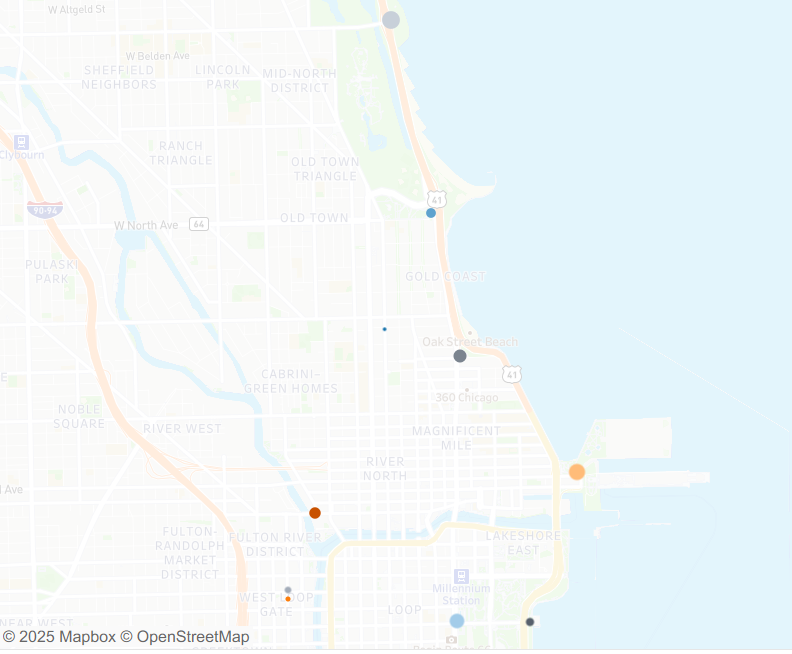 W Altgeld St
W Belden Ave
SHEFFIELD
NEIGHBORS
LINCOLN
PARK
MID-NORTH
DISTRICT
Clybourn
RANCH
TRIANGLE
OLD TOWN
TRIANGLE
41
90-94
W North Ave
64
OLD TOWN
PULASKI
PARK
GOLD COAST
Oak Street Beach
41
CABRINI–
GREEN HOMES
360 Chicago
NOBLE
SQUARE
RIVER WEST
MAGNIFICENT
MILE
RIVER
NORTH
Ave
FULTON-
RANDOLPH
MARKET
DISTRICT
FULTON RIVER
DISTRICT
LAKESHORE
EAST
WEST LOOP
GATE
Millennium
Station
LOOP
NEAR WEST
© 2025 Mapbox © OpenStreetMap